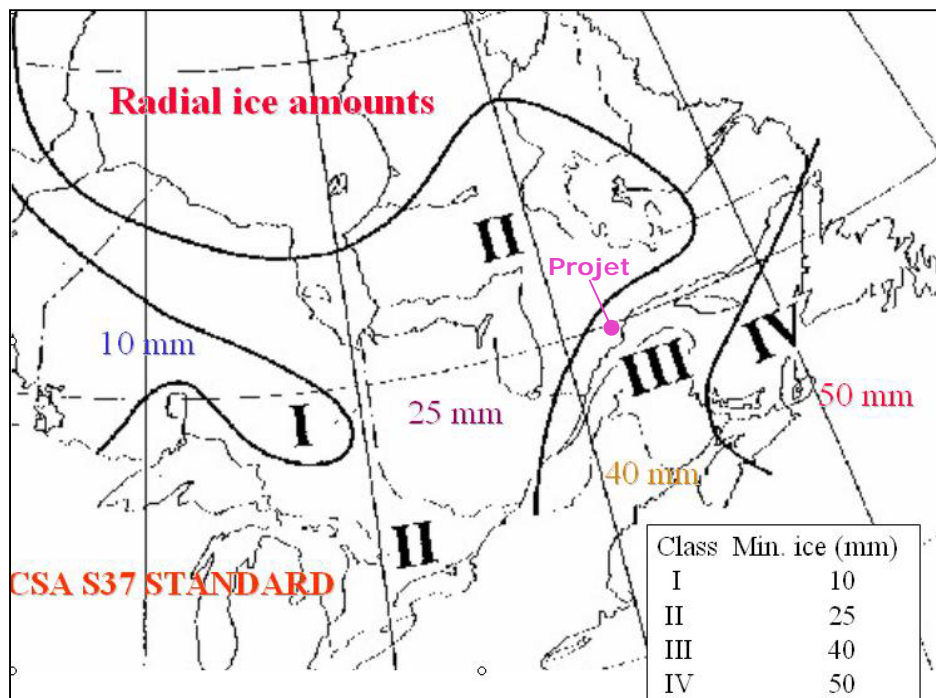 Radial ice amounts
II
Projet
10 mm
IV
III
I
25 mm
50 mm
40 mm
II
CSA S37 STANDARD
Class Min. ice (mm)
I 10
II 25
III 40
IV 50